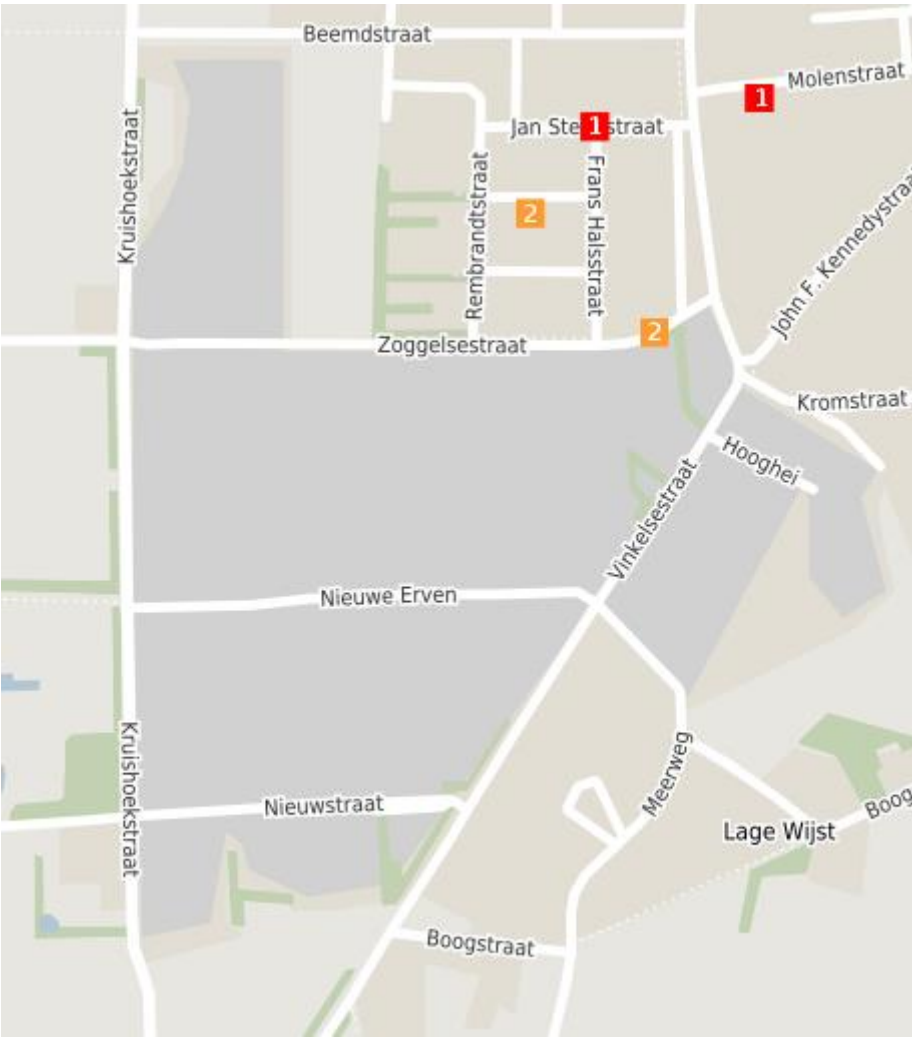 Beemdstraat
Molenstraat
1
Jan Ste
1
straat
Kruishoekstraat
Rembrandtstraat
Frans Halsstraat
2
John F. Kennedystraat
2
Zoggelsestraat
Kromstraat
Hooghei
Vinkelsestraat
Nieuwe Erven
Kruishoekstraat
Meerweg
Nieuwstraat
Boog
Lage Wijst
Boogstraat